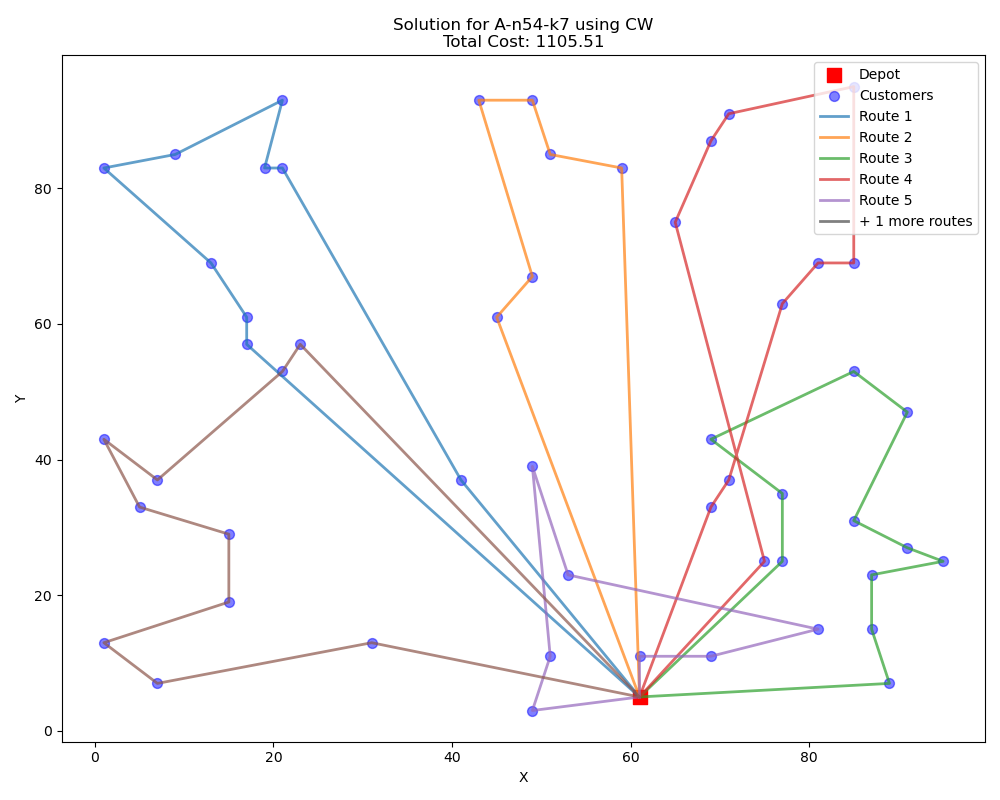 Solution for A-n54-k7 using CW
Total Cost: 1105.51
Depot
Customers
Route 1
Route 2
Route 3
Route 4
Route 5
+ 1 more routes
Y
80
60
40
20
0
0 20 40 60 80
X